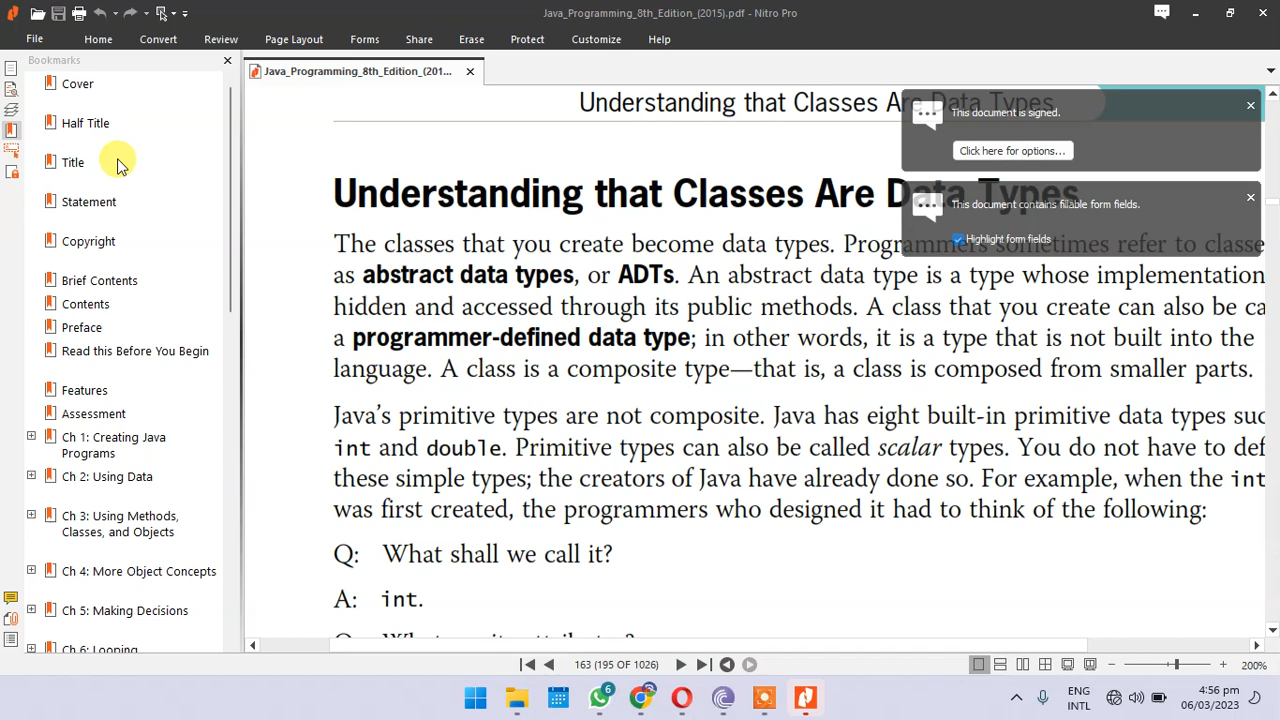 Java_Programming_8th_Edition_(2015).pdf - Nitro Pro
File Home Convert Review Page Layout Forms Share Erase Protect Customize Help
Bookmarks
Java_Programming_8th_Edition_(201...
Cover
Half Title
Title
Statement
Copyright
Brief Contents
Contents
Preface
Read this Before You Begin
Features
Assessment
Ch 1: Creating Java
Programs
Ch 2: Using Data
Ch 3: Using Methods,
Classes, and Objects
Ch 4: More Object Concepts
Ch 5: Making Decisions
Ch 6: Looping
Understanding that Classes Are Data Types
This document is signed.
Click here for options...
This document contains fillable form fields.
Highlight form fields
Understanding that Classes Are Data Types
The classes that you create become data types. Programmers sometimes refer to classe
as abstract data types, or ADTs. An abstract data type is a type whose implementation
hidden and accessed through its public methods. A class that you create can also be ca
a programmer-defined data type; in other words, it is a type that is not built into the
language. A class is a composite type—that is, a class is composed from smaller parts.
Java's primitive types are not composite. Java has eight built-in primitive data types suc
int and double. Primitive types can also be called scalar types. You do not have to def
these simple types; the creators of Java have already done so. For example, when the int
was first created, the programmers who designed it had to think of the following:
Q: What shall we call it?
A: int.
163 (195 OF 1026)
200%
6
ENG
INTL
4:56 pm
06/03/2023